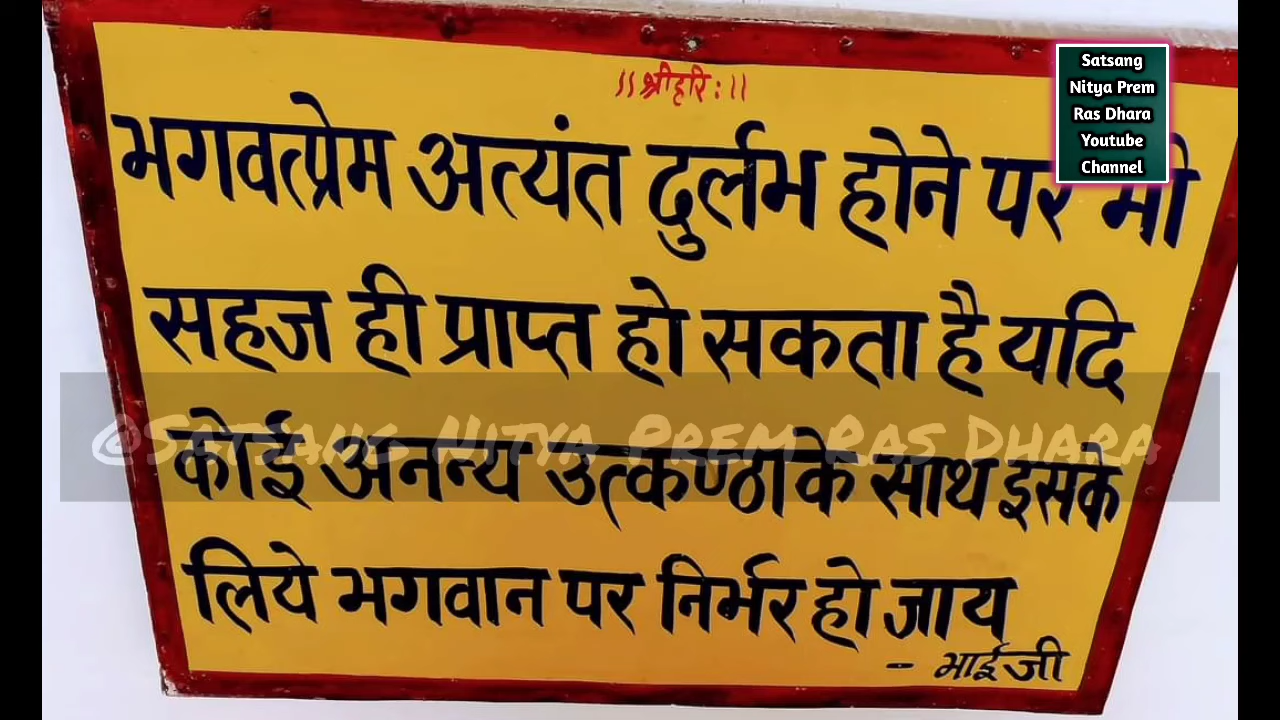 ।।श्रीहरि:।।
भगवत्प्रेम अत्यंत दुर्लभ होने पर भी
सहज ही प्राप्त हो सकता है यदि
कोई अनन्य उत्कण्ठा के साथ इसके
लिये भगवान पर निर्भर हो जाय
- भाईजी
Satsang
Nitya Prem
Ras Dhara
Youtube
Channel
@Satsang Nitya Prem Ras Dhara